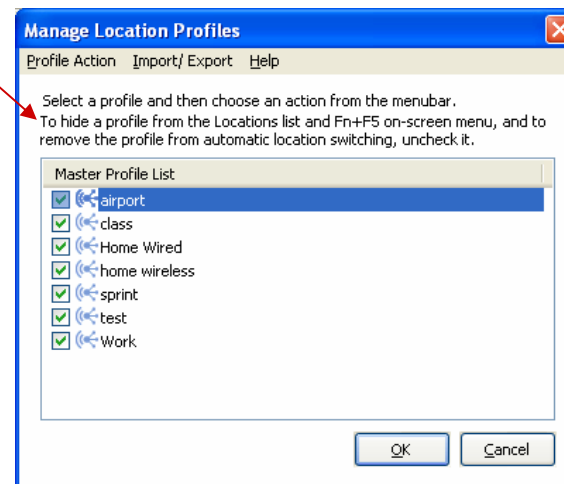 Manage Location Profiles
Profile Action Import/ Export Help
Select a profile and then choose an action from the menubar.
To hide a profile from the Locations list and Fn+F5 on-screen menu, and to
remove the profile from automatic location switching, uncheck it.
Master Profile List
airport
class
Home Wired
home wireless
sprint
test
Work
OK Cancel